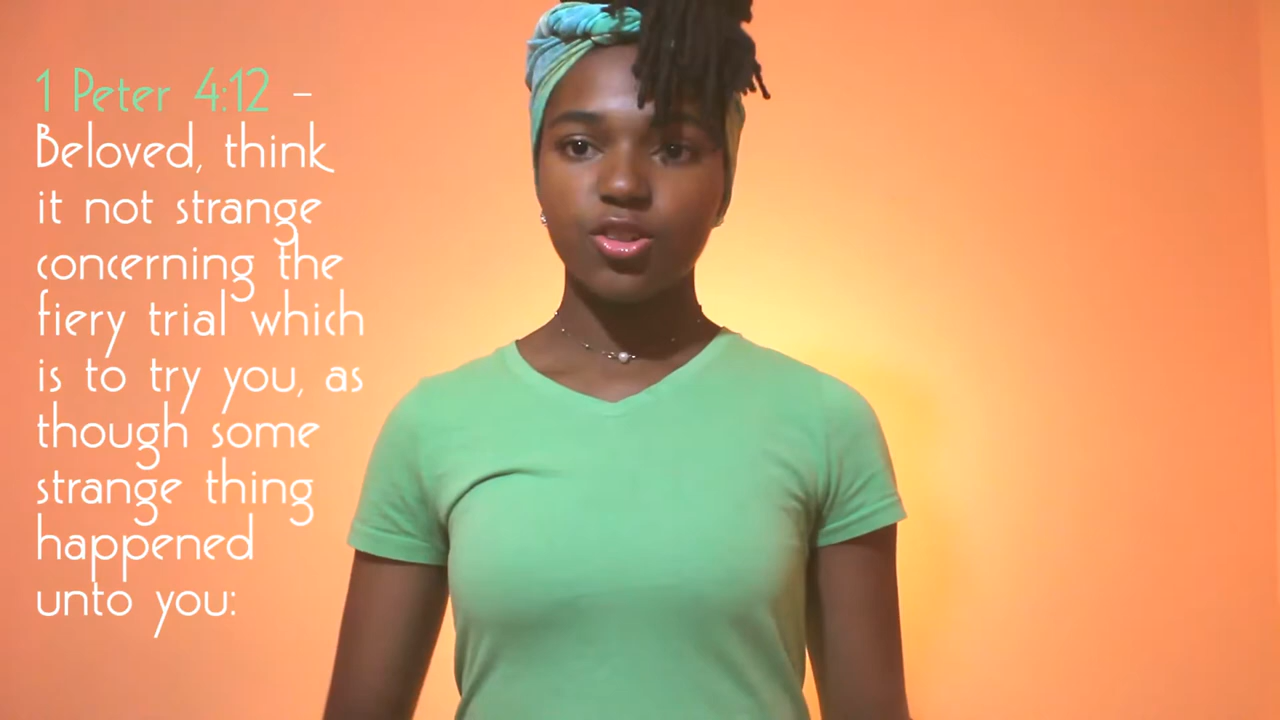 1 Peter 4:12 -
Beloved, think
it not strange
concerning the
fiery trial which
is to try you, as
though some
strange thing
happened
unto you: